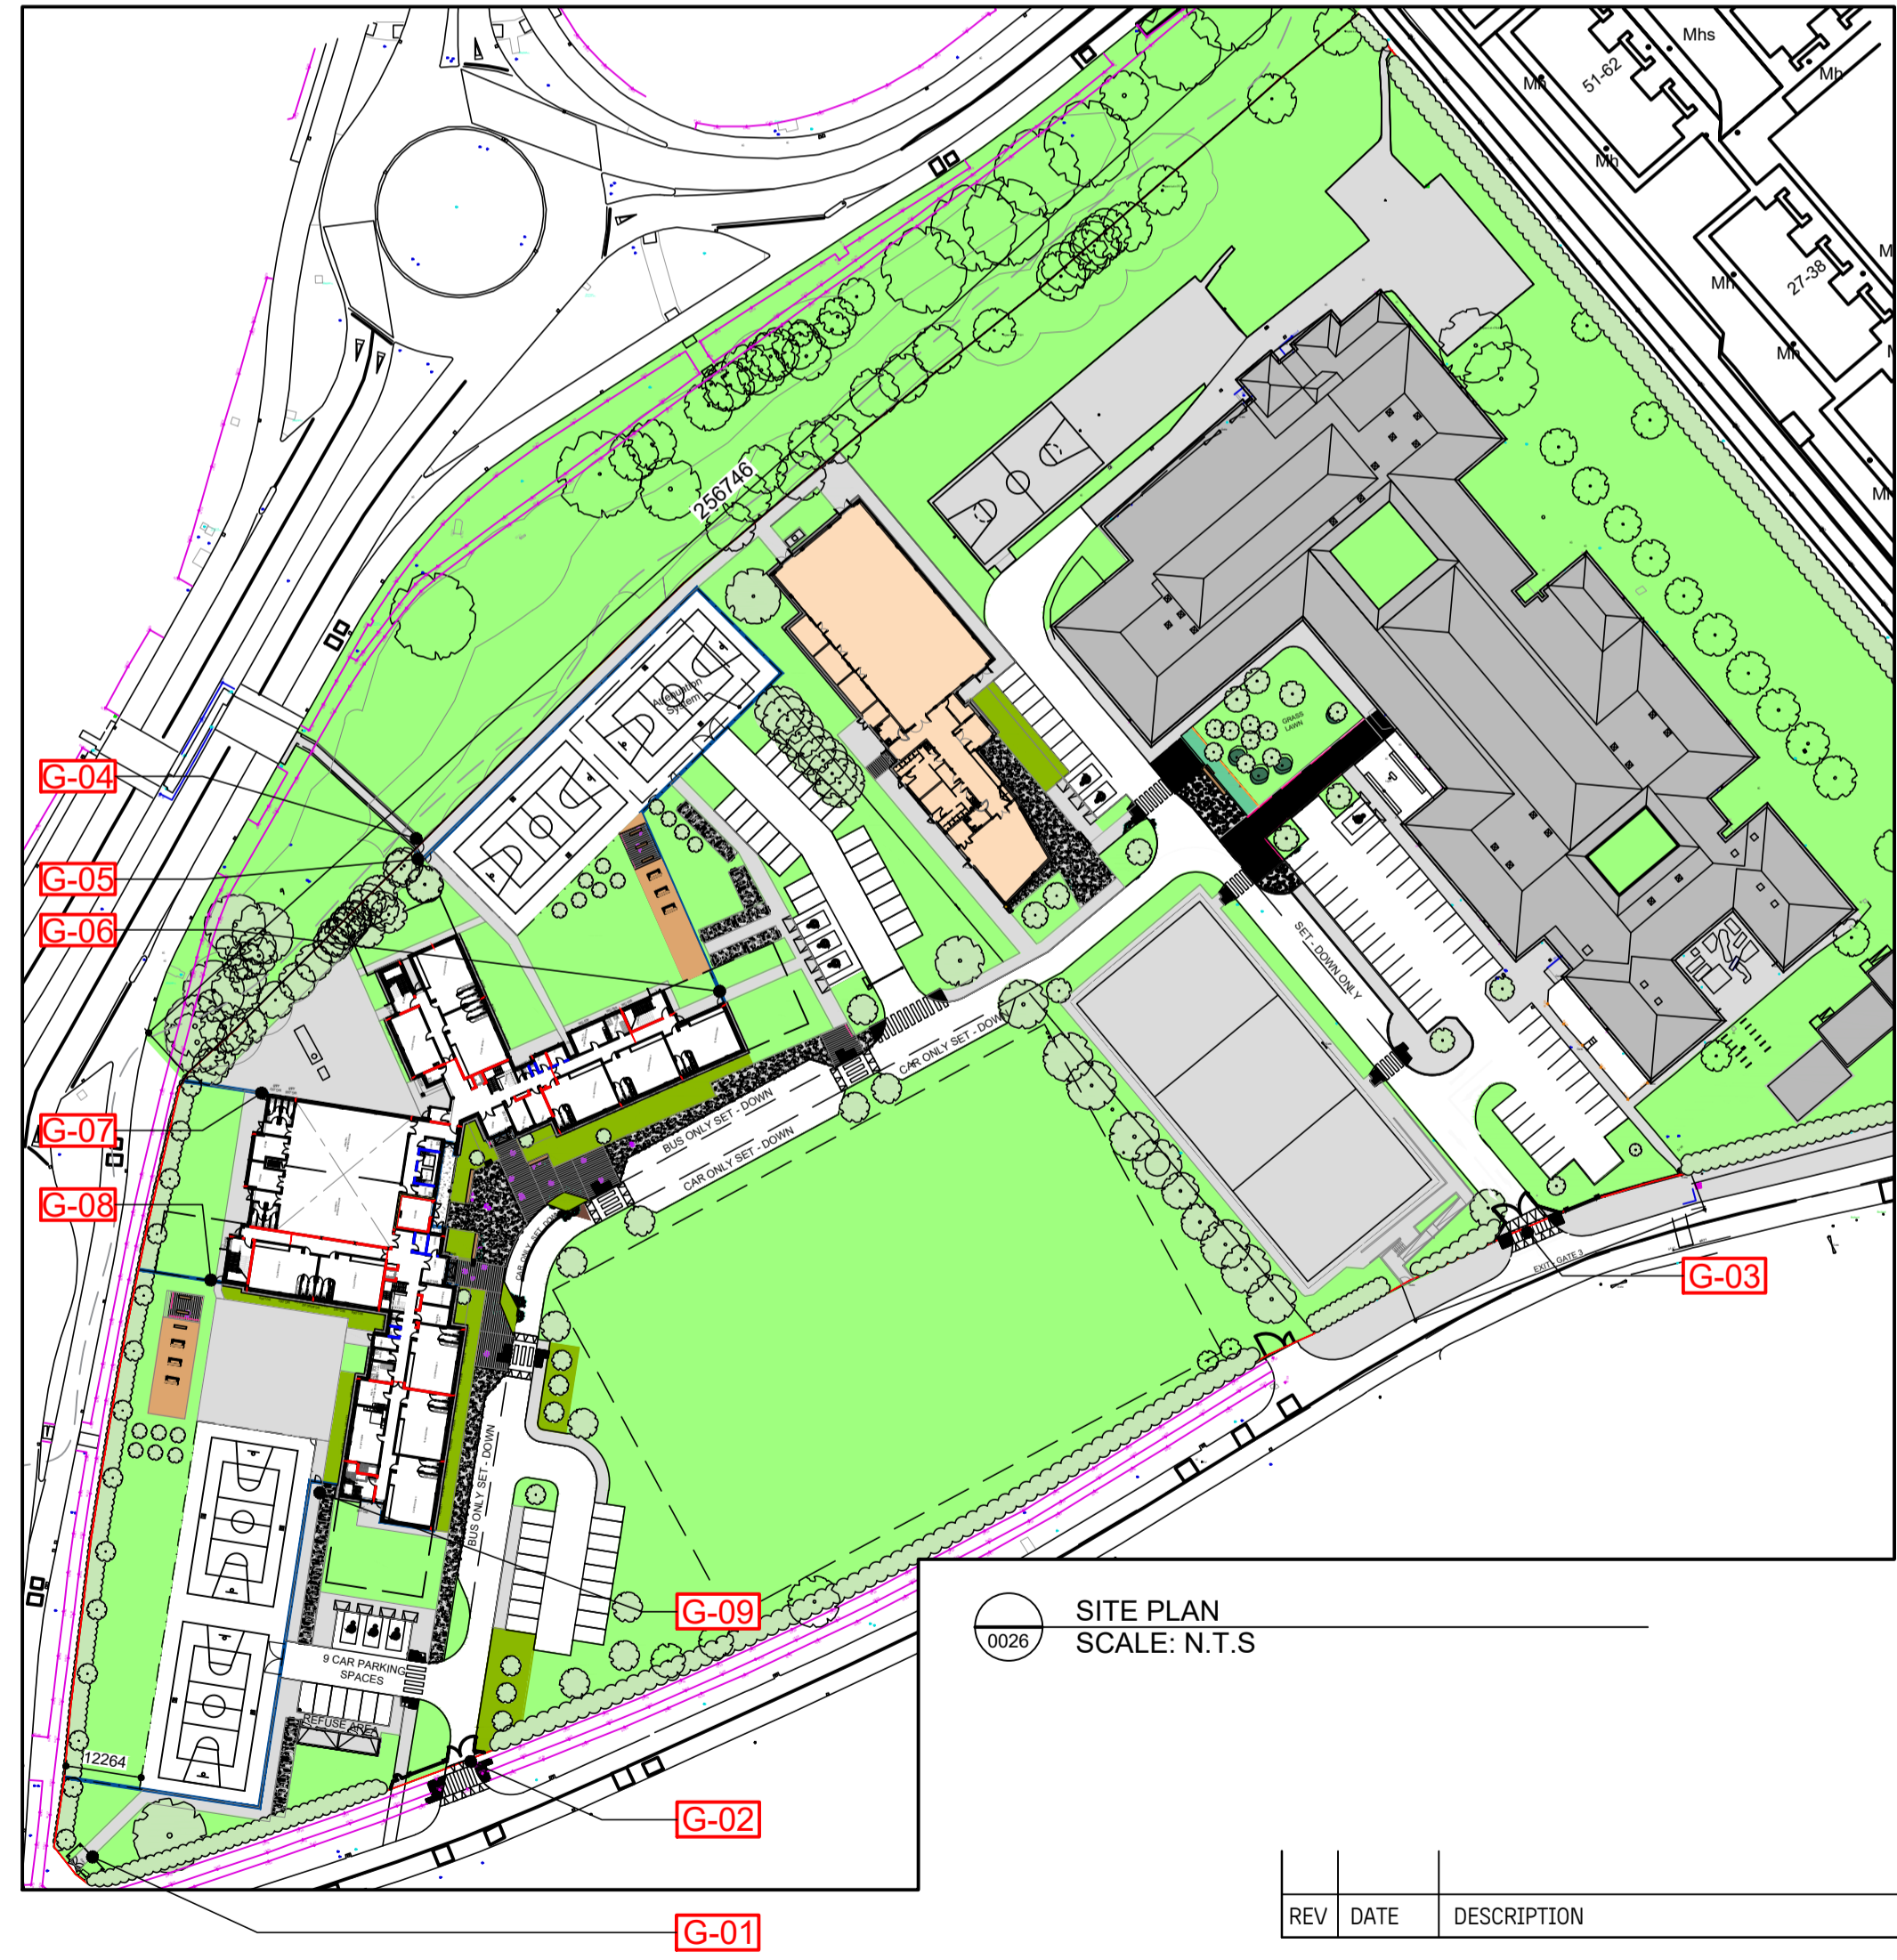 Mhs
51-62
Mh
Mh
Mh
27-38
Mh
Mh
256746
Attenuation
System
GRASS
LAWN
G-04
G-05
G-06
SET - DOWN ONLY
CAR ONLY SET - DOWN
BUS ONLY SET - DOWN
CAR ONLY SET - DOWN
G-07
G-08
EXIT GATE 3
G-03
BUS ONLY SET - DOWN
G-09
SITE PLAN
0026
SCALE: N.T.S
9 CAR PARKING
SPACES
REFUSE AREA
12264
G-02
G-01
REV DATE DESCRIPTION